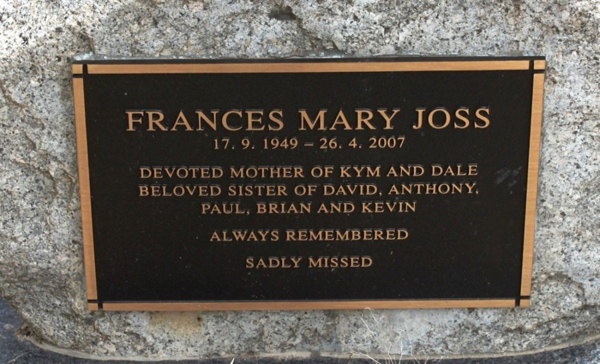 FRANCES MARY JOSS
17. 9. 1949 – 26. 4. 2007
DEVOTED MOTHER OF KYM AND DALE
BELOVED SISTER OF DAVID, ANTHONY,
PAUL, BRIAN AND KEVIN
ALWAYS REMEMBERED
SADLY MISSED